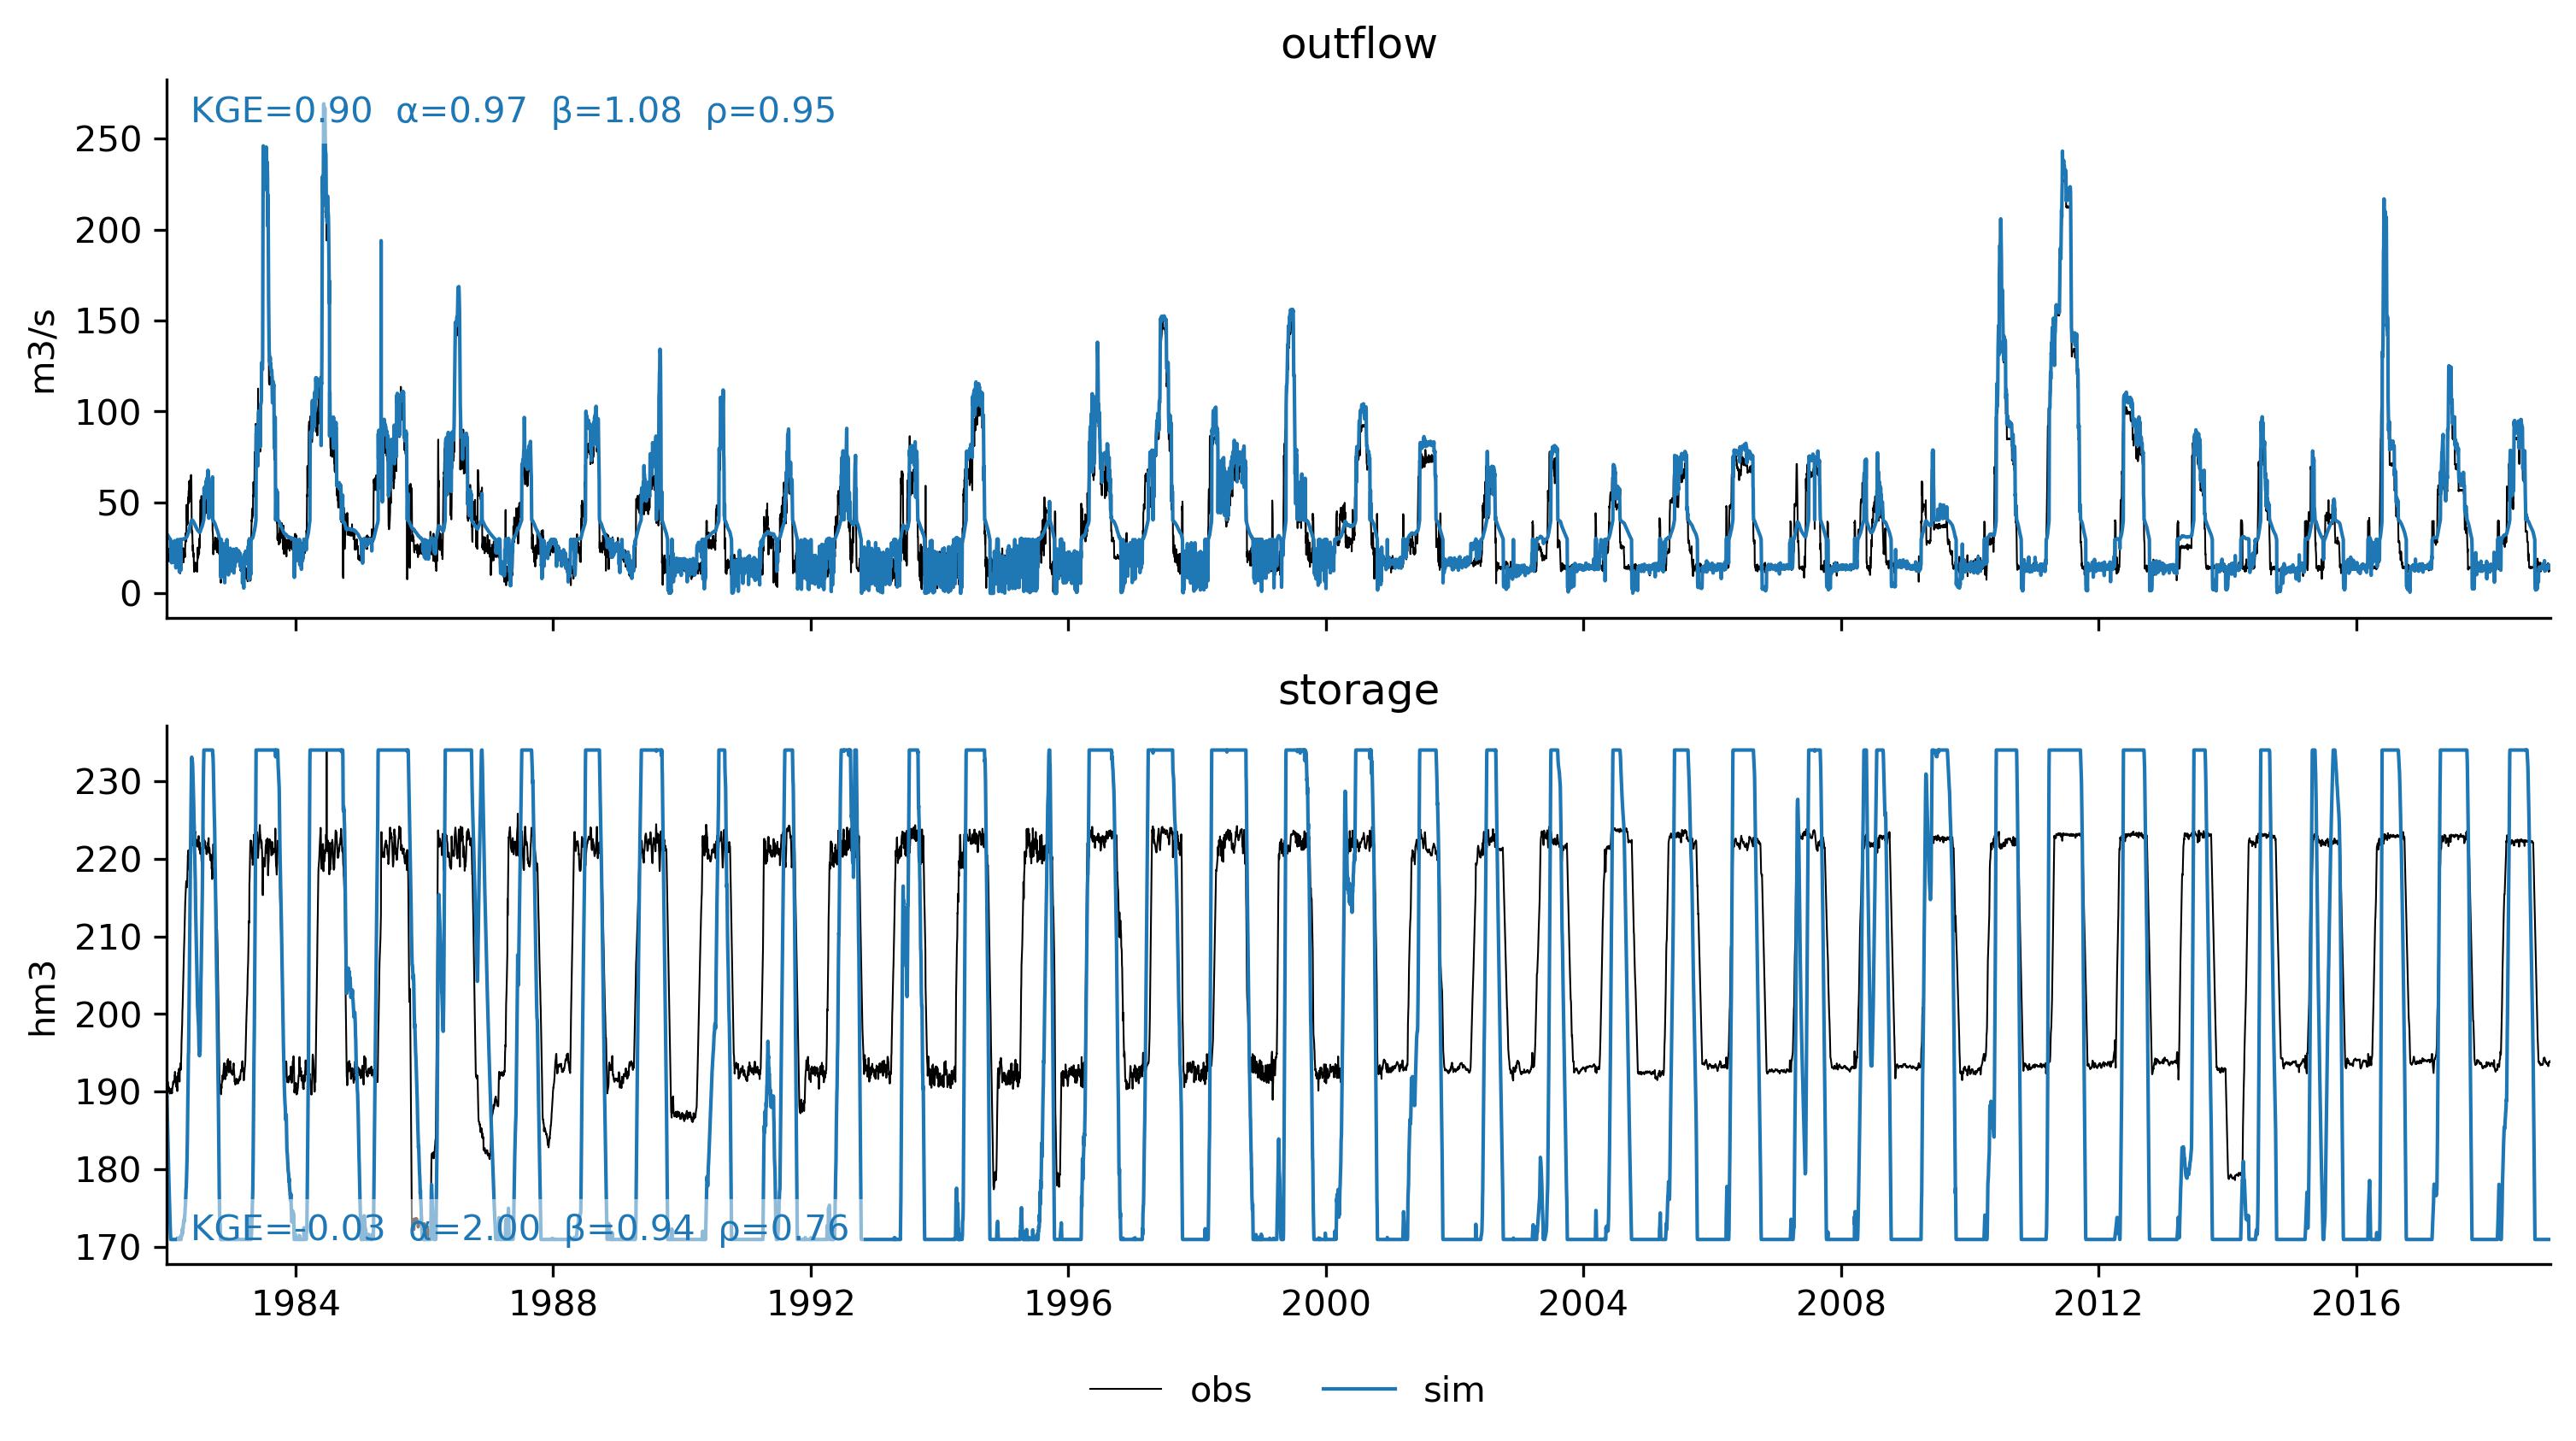 outflow
KGE=0.90 α=0.97 β=1.08 ρ=0.95
m3/s
250
200
150
100
50
0
storage
hm3
230
220
210
200
190
180
170
KGE=-0.03 α=2.00 β=0.94 ρ=0.76
1984 1988 1992 1996 2000 2004 2008 2012 2016
obs sim